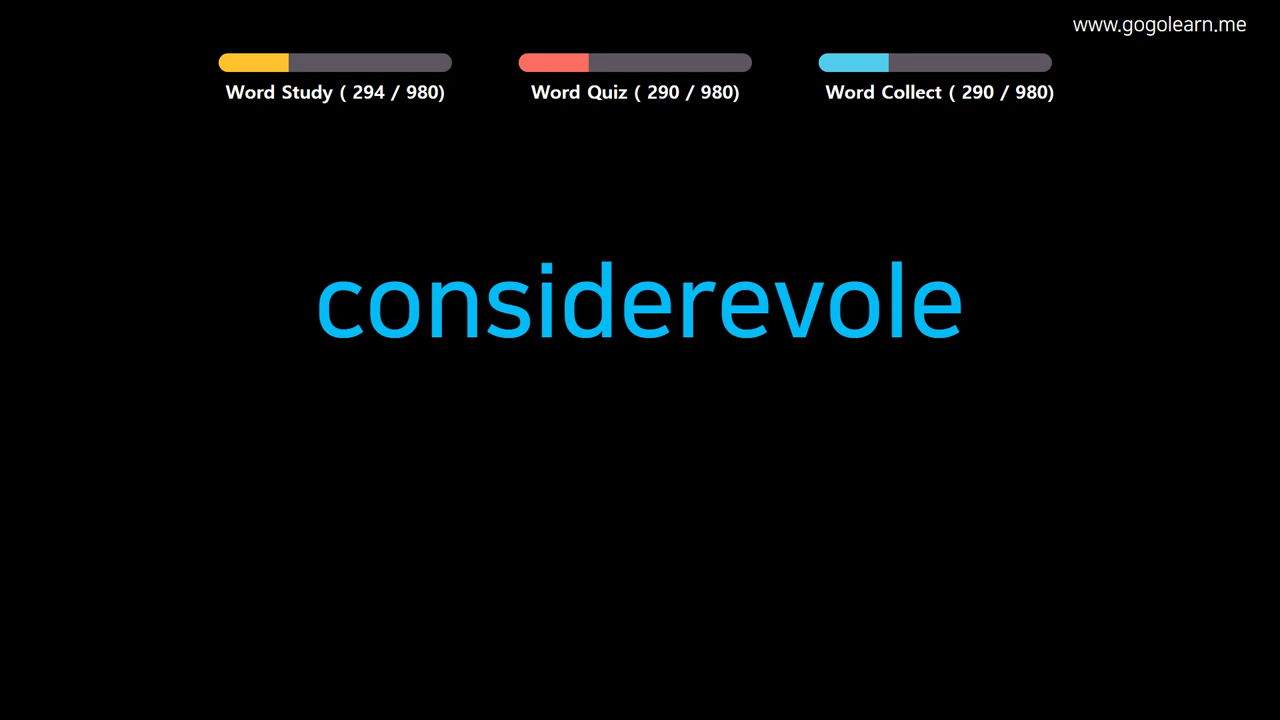 www.gogolearn.me
Word Study ( 294 / 980)
Word Quiz ( 290 / 980)
Word Collect ( 290 / 980)
considerevole